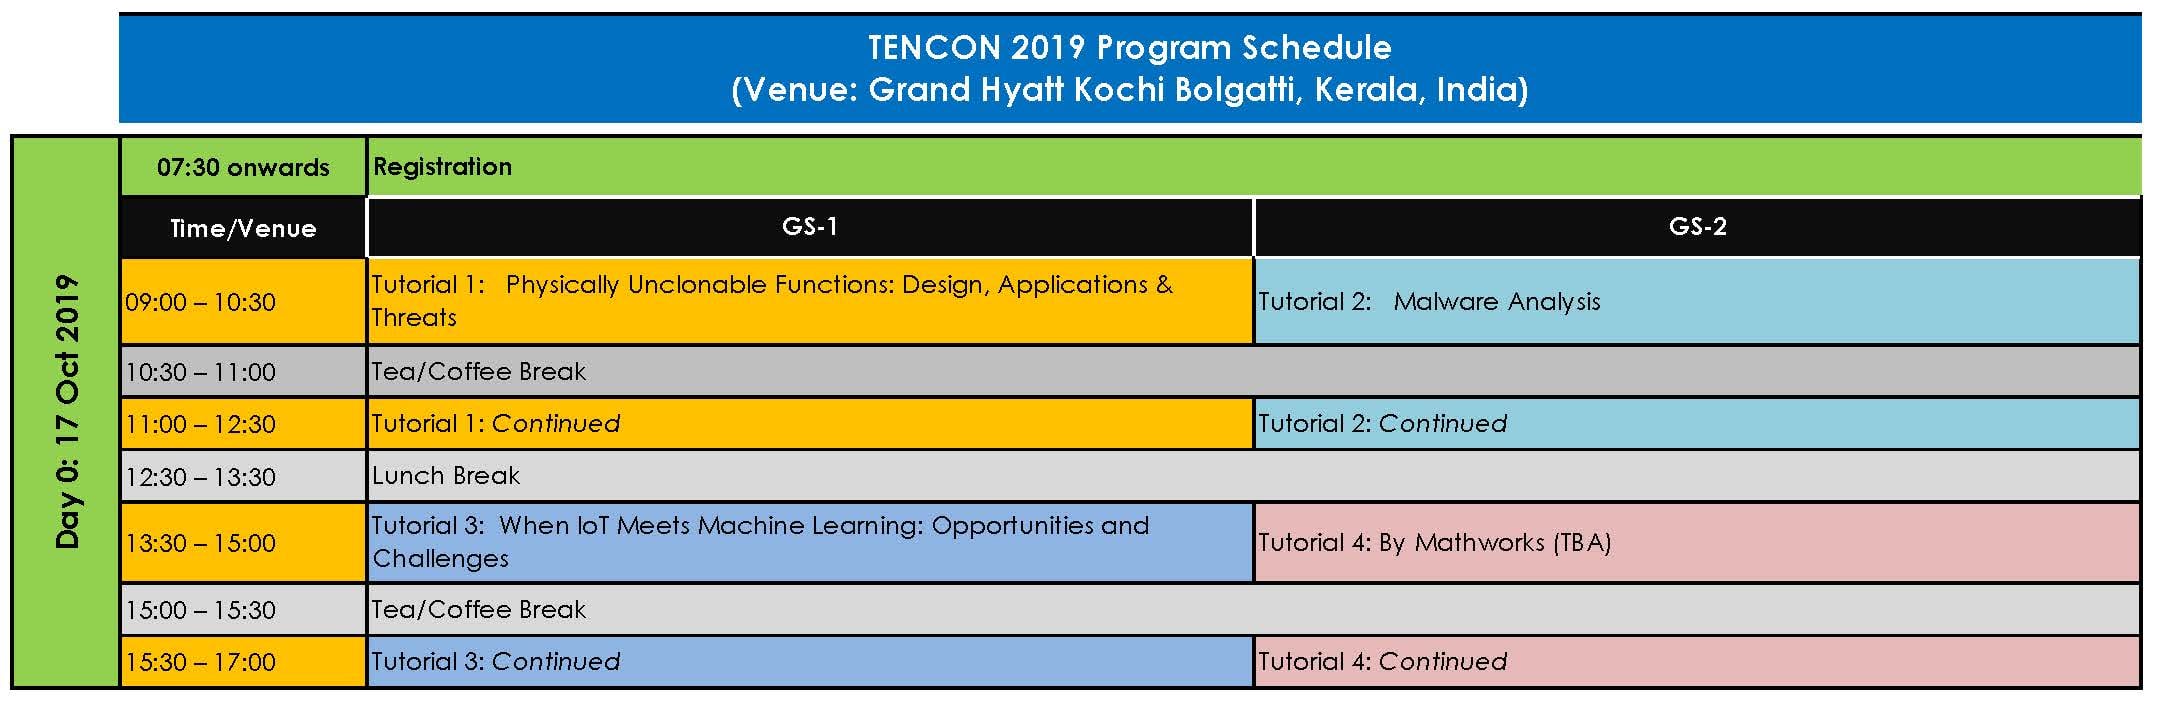 TENCON 2019 Program Schedule
(Venue: Grand Hyatt Kochi Bolgatti, Kerala, India)
Day 0: 17 Oct 2019
07:30 onwards
Registration
Time/Venue
GS-1
GS-2
09:00 – 10:30
Tutorial 1:   Physically Unclonable Functions: Design, Applications &
Threats
Tutorial 2:   Malware Analysis
10:30 – 11:00
Tea/Coffee Break
11:00 – 12:30
Tutorial 1: Continued
Tutorial 2: Continued
12:30 – 13:30
Lunch Break
13:30 – 15:00
Tutorial 3:  When IoT Meets Machine Learning: Opportunities and
Challenges
Tutorial 4: By Mathworks (TBA)
15:00 – 15:30
Tea/Coffee Break
15:30 – 17:00
Tutorial 3: Continued
Tutorial 4: Continued